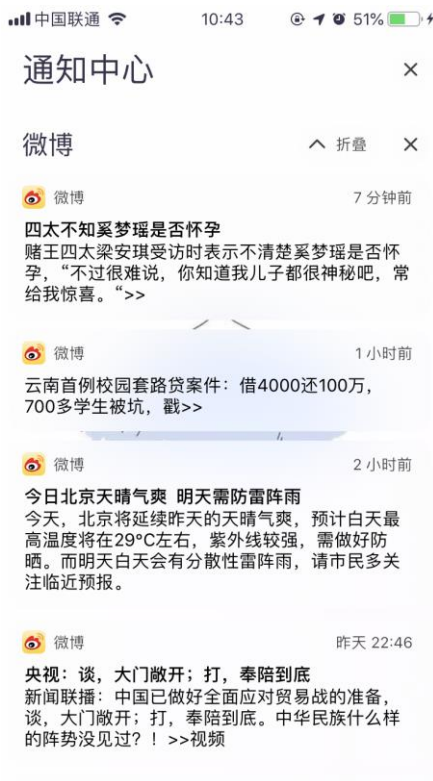 中国联通 10:43 51%
通知中心
微博 折叠
微博 7 分钟前
四太不知奚梦瑶是否怀孕
赌王四太梁安琪受访时表示不清楚奚梦瑶是否怀
孕，“不过很难说，你知道我儿子都很神秘吧，常
给我惊喜。“>>
微博 1 小时前
云南首例校园套路贷案件：借4000还100万，
700多学生被坑，戳>>
微博 2 小时前
今日北京天晴气爽 明天需防雷阵雨
今天，北京将延续昨天的天晴气爽，预计白天最
高温度将在29°C左右，紫外线较强，需做好防
晒。而明天白天会有分散性雷阵雨，请市民多关
注临近预报。
微博 昨天 22:46
央视：谈，大门敞开；打，奉陪到底
新闻联播：中国已做好全面应对贸易战的准备，
谈，大门敞开；打，奉陪到底。中华民族什么样
的阵势没见过？！>>视频